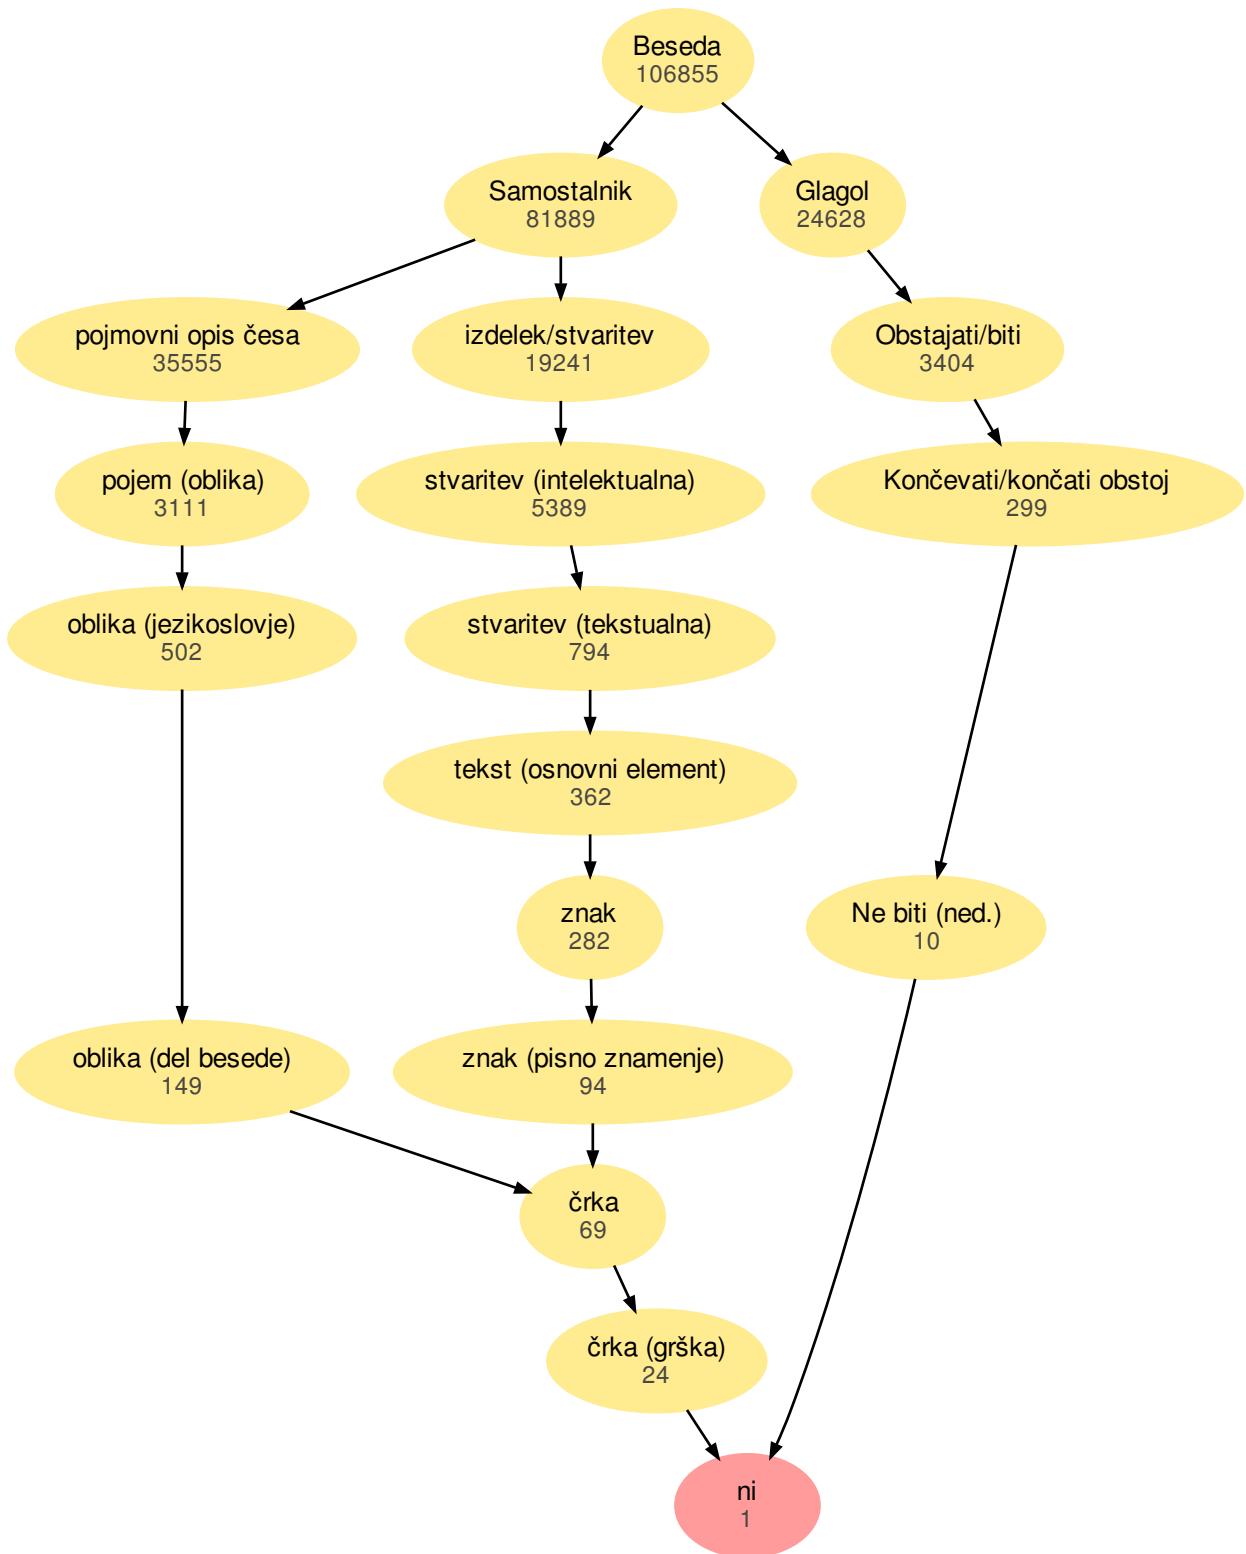 Beseda
106855
Samostalnik
81889
Glagol
24628
pojmovni opis česa
35555
izdelek/stvaritev
19241
Obstajati/biti
3404
pojem (oblika)
3111
stvaritev (intelektualna)
5389
Končevati/končati obstoj
299
oblika (jezikoslovje)
502
stvaritev (tekstualna)
794
tekst (osnovni element)
362
znak
282
Ne biti (ned.)
10
oblika (del besede)
149
znak (pisno znamenje)
94
črka
69
črka (grška)
24
ni
1